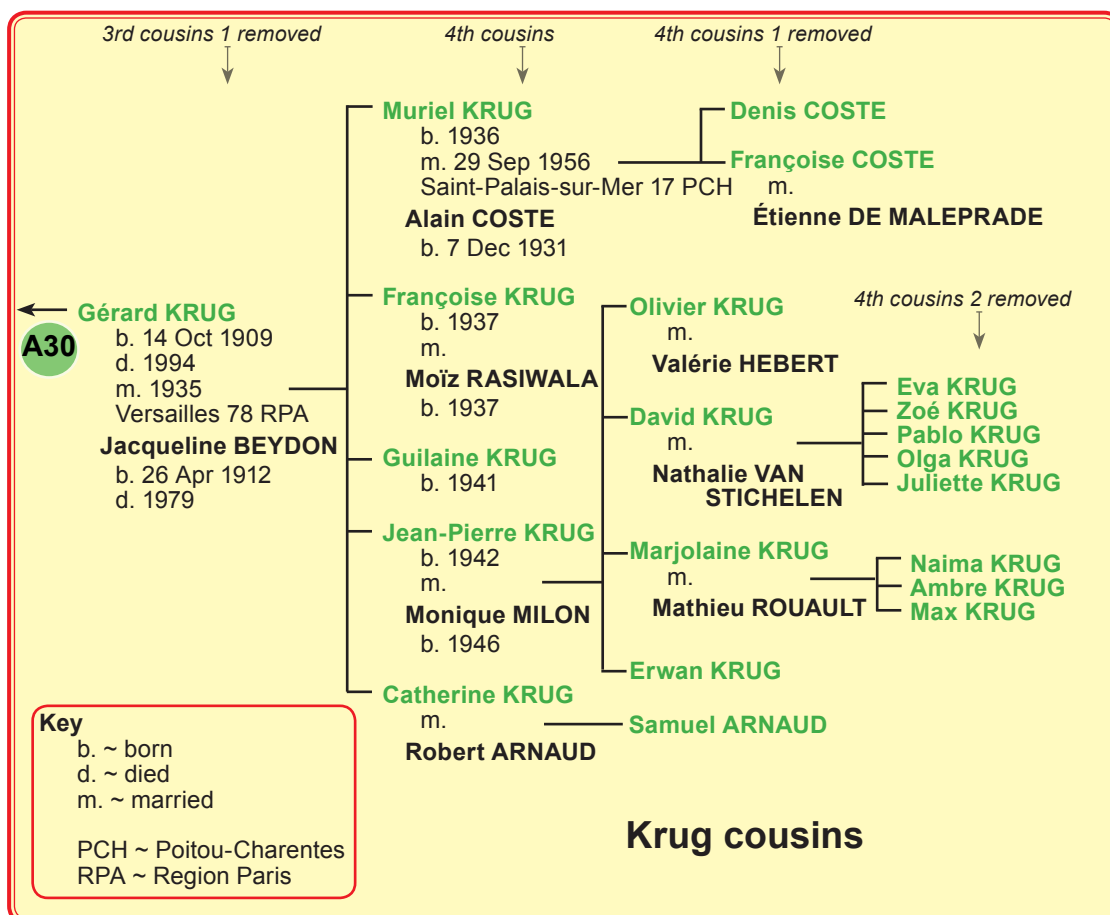 3rd cousins 1 removed
4th cousins
4th cousins 1 removed
A30
Gérard KRUG
b. 14 Oct 1909
d. 1994
m. 1935
Versailles 78 RPA
Jacqueline BEYDON
b. 26 Apr 1912
d. 1979
Muriel KRUG
b. 1936
m. 29 Sep 1956
Saint-Palais-sur-Mer 17 PCH
Alain COSTE
b. 7 Dec 1931
Denis COSTE
Françoise COSTE
m.
Étienne DE MALEPRADE
Françoise KRUG
b. 1937
m.
Moïz RASIWALA
b. 1937
Guilaine KRUG
b. 1941
Jean-Pierre KRUG
b. 1942
m.
Monique MILON
b. 1946
Olivier KRUG
m.
Valérie HEBERT
David KRUG
m.
Nathalie VAN
STICHELEN
4th cousins 2 removed
Eva KRUG
Zoé KRUG
Pablo KRUG
Olga KRUG
Juliette KRUG
Marjolaine KRUG
m.
Mathieu ROUAULT
Naima KRUG
Ambre KRUG
Max KRUG
Erwan KRUG
Catherine KRUG
m.
Robert ARNAUD
Samuel ARNAUD
Key
b. ~ born
d. ~ died
m. ~ married
PCH ~ Poitou-Charentes
RPA ~ Region Paris
Krug cousins